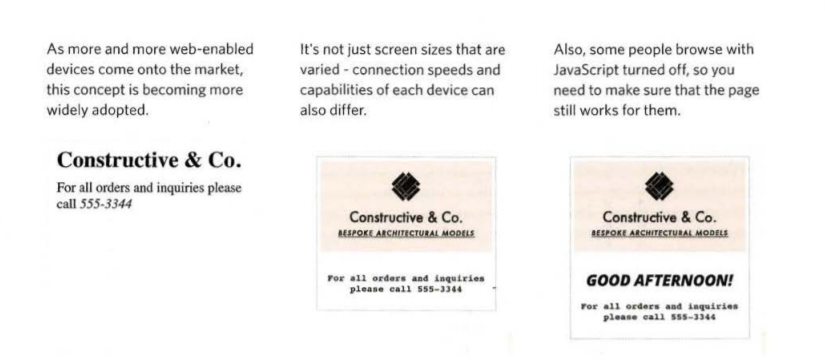 As more and more web-enabled
devices come onto the market,
this concept is becoming more
widely adopted.
Constructive & Co.
For all orders and inquiries please
call 555-3344
It's not just screen sizes that are
varied - connection speeds and
capabilities of each device can
also differ.
Constructive & Co.
BESPOKE ARCHITECTURAL MODELS
For all orders and inquiries
please call 555-3344
Also, some people browse with
JavaScript turned off, so you
need to make sure that the page
still works for them.
Constructive & Co.
BESPOKE ARCHITECTURAL MODELS
GOOD AFTERNOON!
For all orders and inquiries
please call 555-3344